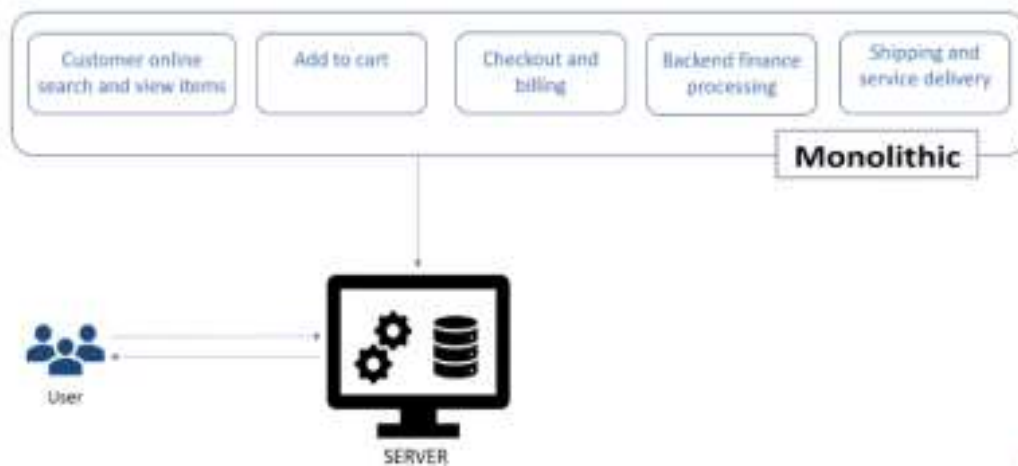 Customer online
search and view items
Add to cart
Checkout and
billing
Backend finance
processing
Shipping and
service delivery
Monolithic
User
SERVER